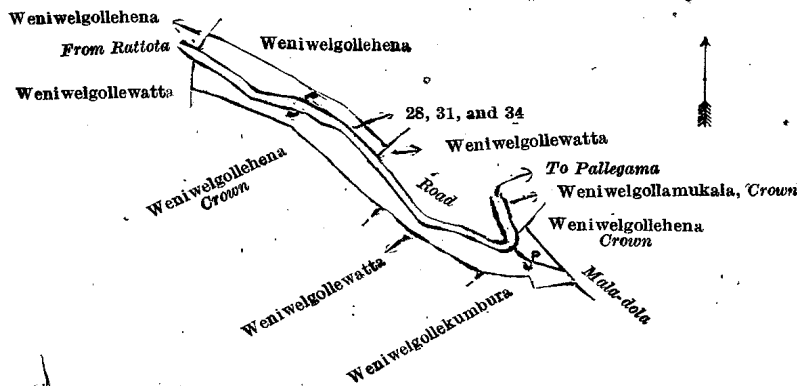 Weniwelgollehena
From Rattota
Weniwelgollehena
Weniwelgollewatta
28, 31, and 34
Weniwelgollewatta
To Pallegama
Weniwelgollamukala, Crown
Weniwelgollehena
Crown
Road
Weniwelgollehena
Crown
Mala-dola
Weniwelgollewatta
Weniwelgollekumbura